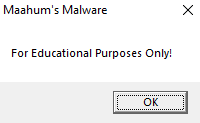 Maahum's Malware
For Educational Purposes Only!
OK